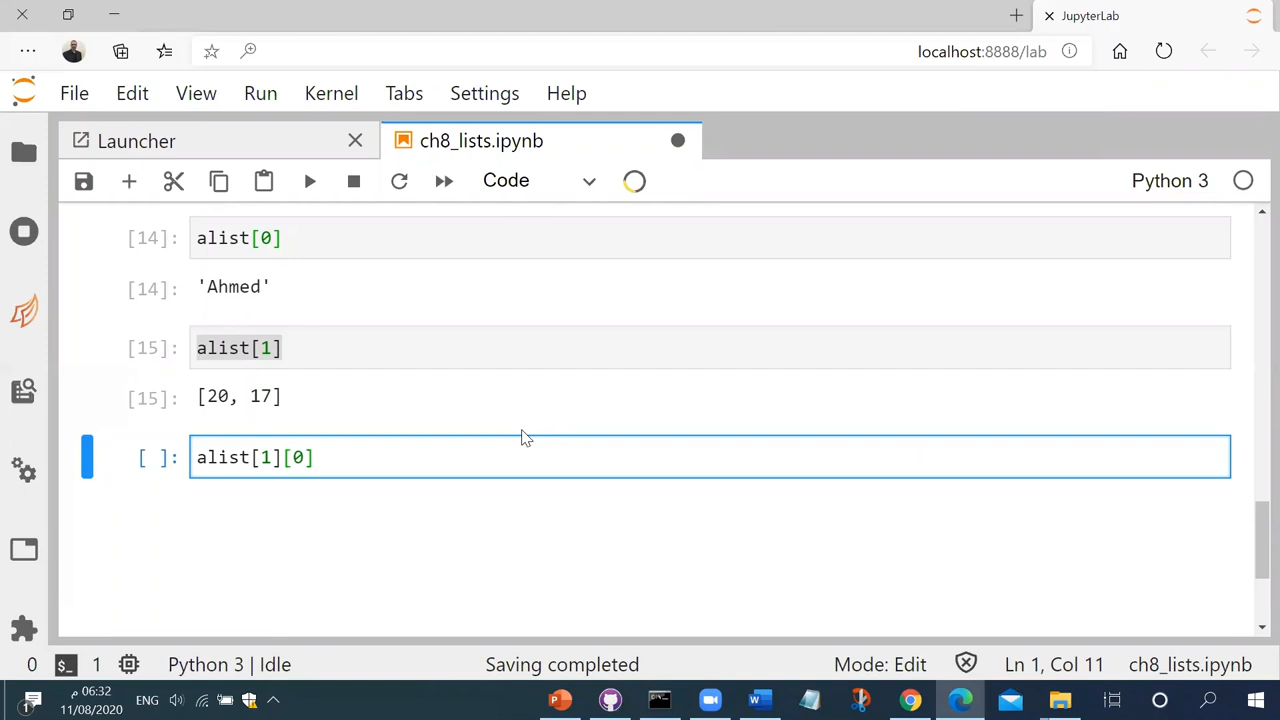 JupyterLab
localhost:8888/lab
File Edit View Run Kernel Tabs Settings Help
Launcher
ch8_lists.ipynb
Code
Python 3
[14]: alist[0]
[14]: 'Ahmed'
[15]: alist[1]
[15]: [20, 17]
[ ]: alist[1][0]
0 $_ 1 Python 3 | Idle Saving completed Mode: Edit Ln 1, Col 11 ch8_lists.ipynb
1 06:32 م ENG
11/08/2020